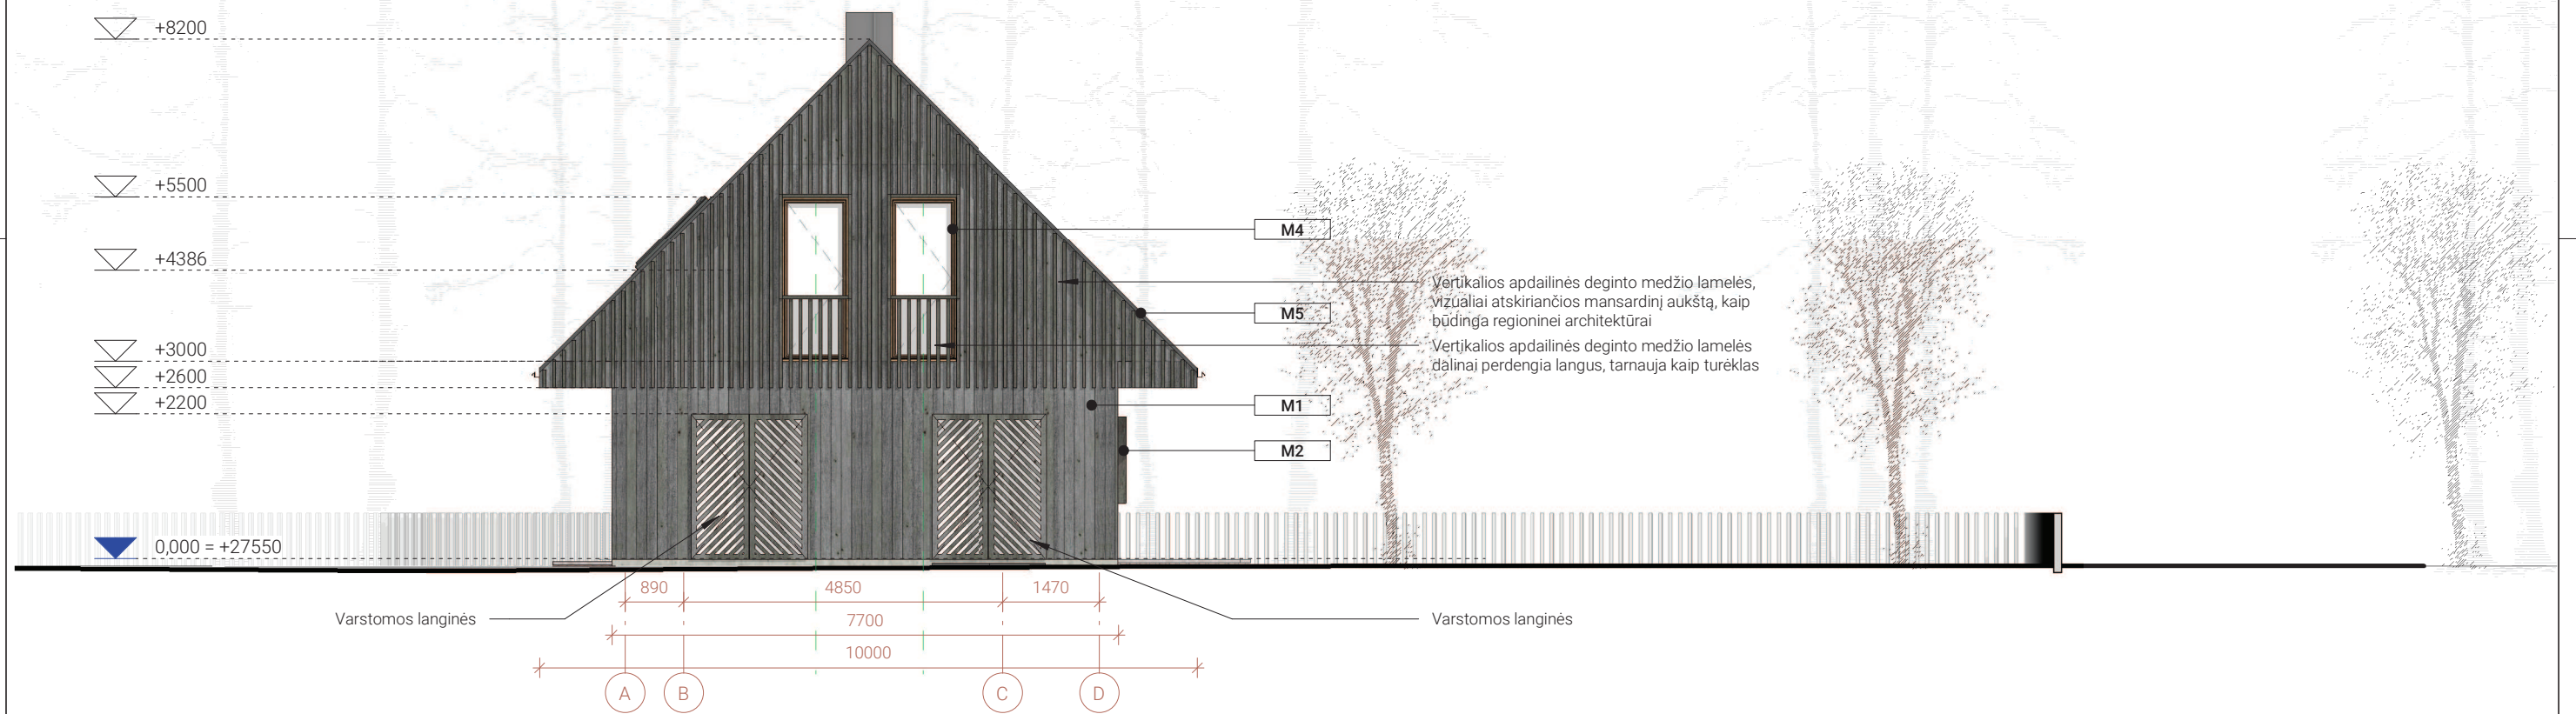 +8200
+5500
+4386
+3000
+2600
+2200
0,000 = +27550
M4
M5
M1
M2
Vertikalios apdailinės deginto medžio lamelės,
vizualiai atskiriančios mansardinį aukštą, kaip
būdinga regioninei architektūrai
Vertikalios apdailinės deginto medžio lamelės
dalinai perdengia langus, tarnauja kaip turėklas
Varstomos langinės
Varstomos langinės
890 4850 1470
7700
10000
A B C D